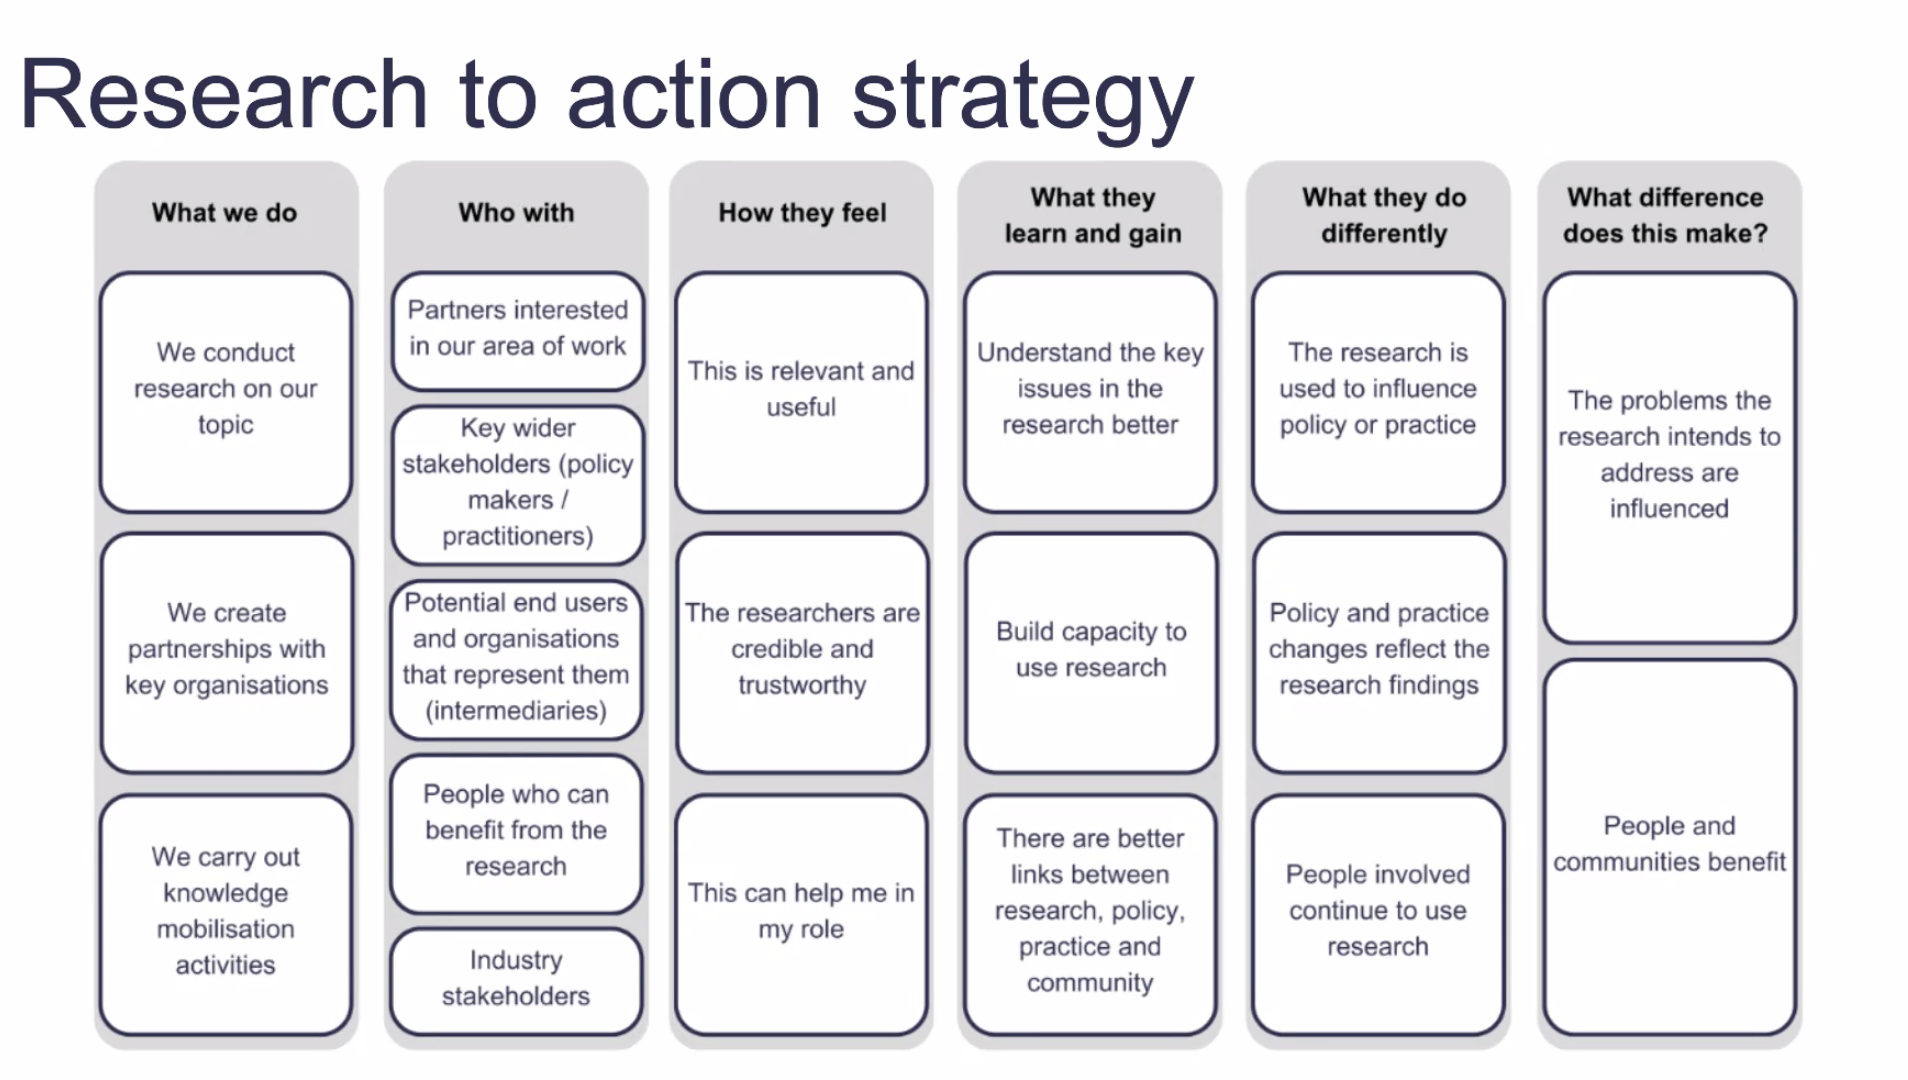 Research to action strategy
What we do
We conduct
research on our
topic
We create
partnerships with
key organisations
We carry out
knowledge
mobilisation
activities
Who with
Partners interested
in our area of work
Key wider
stakeholders (policy
makers /
practitioners)
Potential end users
and organisations
that represent them
(intermediaries)
People who can
benefit from the
research
Industry
stakeholders
How they feel
This is relevant and
useful
The researchers are
credible and
trustworthy
This can help me in
my role
What they
learn and gain
Understand the key
issues in the
research better
Build capacity to
use research
There are better
links between
research, policy,
practice and
community
What they do
differently
The research is
used to influence
policy or practice
Policy and practice
changes reflect the
research findings
People involved
continue to use
research
What difference
does this make?
The problems the
research intends to
address are
influenced
People and
communities benefit